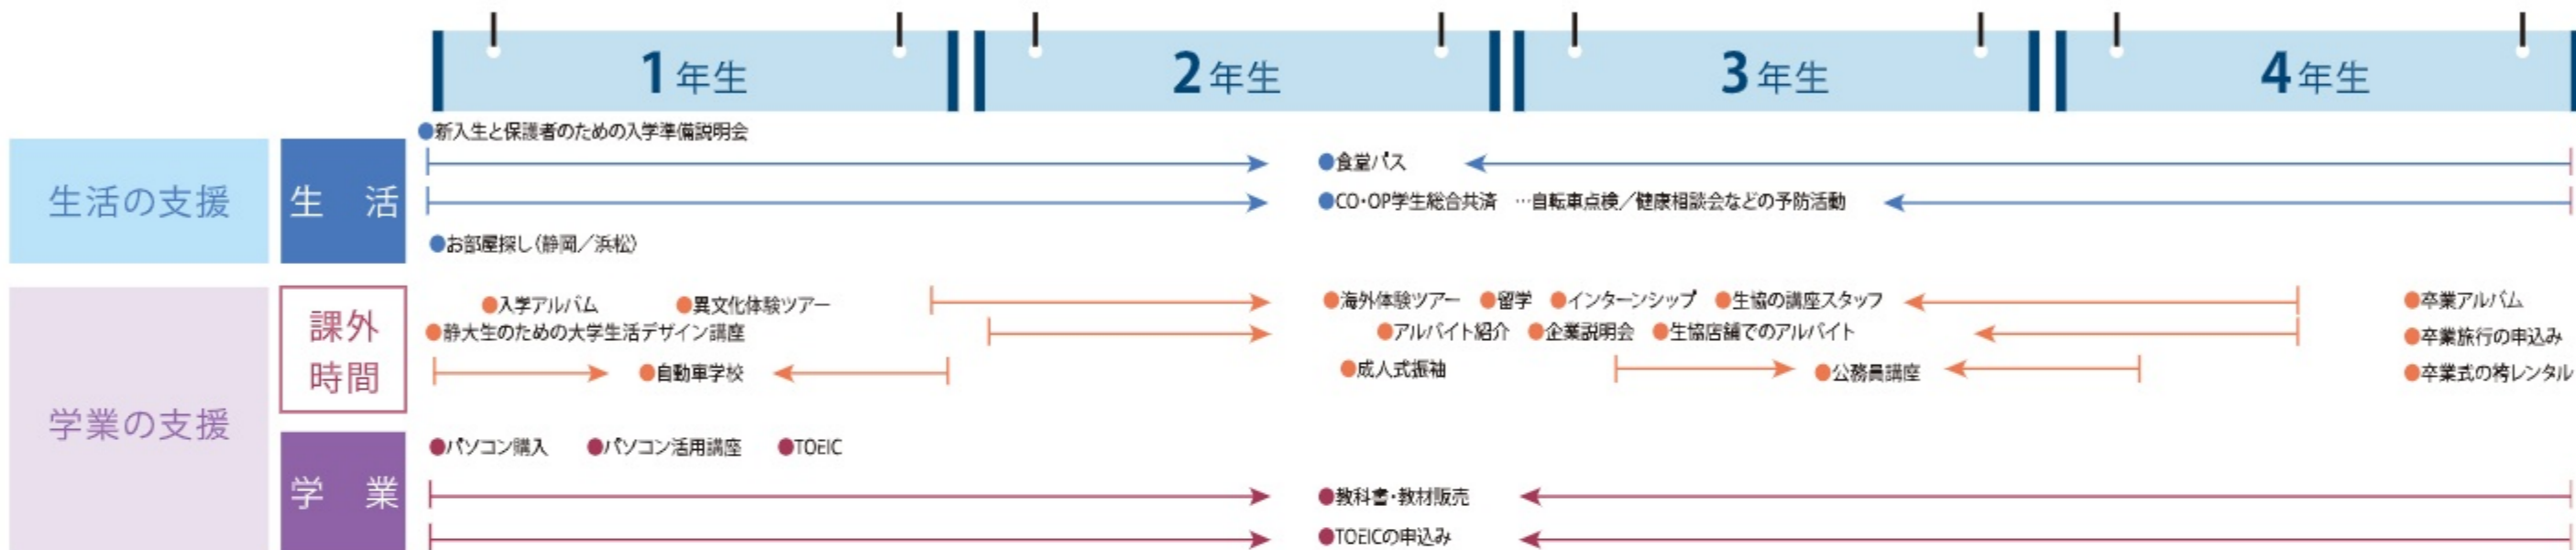 1年生 2年生 3年生 4年生
●新入生と保護者のための入学準備説明会
●食堂パス
生活の支援
生 活
●CO・OP学生総合共済 …自転車点検／健康相談会などの予防活動
●お部屋探し(静岡／浜松)
学業の支援
課外
時間
●入学アルバム ●異文化体験ツアー ●海外体験ツアー ●留学 ●インターンシップ ●生協の講座スタッフ ●卒業アルバム
●静大生のための大学生活デザイン講座 ●アルバイト紹介 ●企業説明会 ●生協店舗でのアルバイト ●卒業旅行の申込み
●自動車学校 ●成人式振袖 ●公務員講座 ●卒業式の袴レンタル
学 業
●パソコン購入 ●パソコン活用講座 ●TOEIC
●教科書・教材販売
●TOEICの申込み